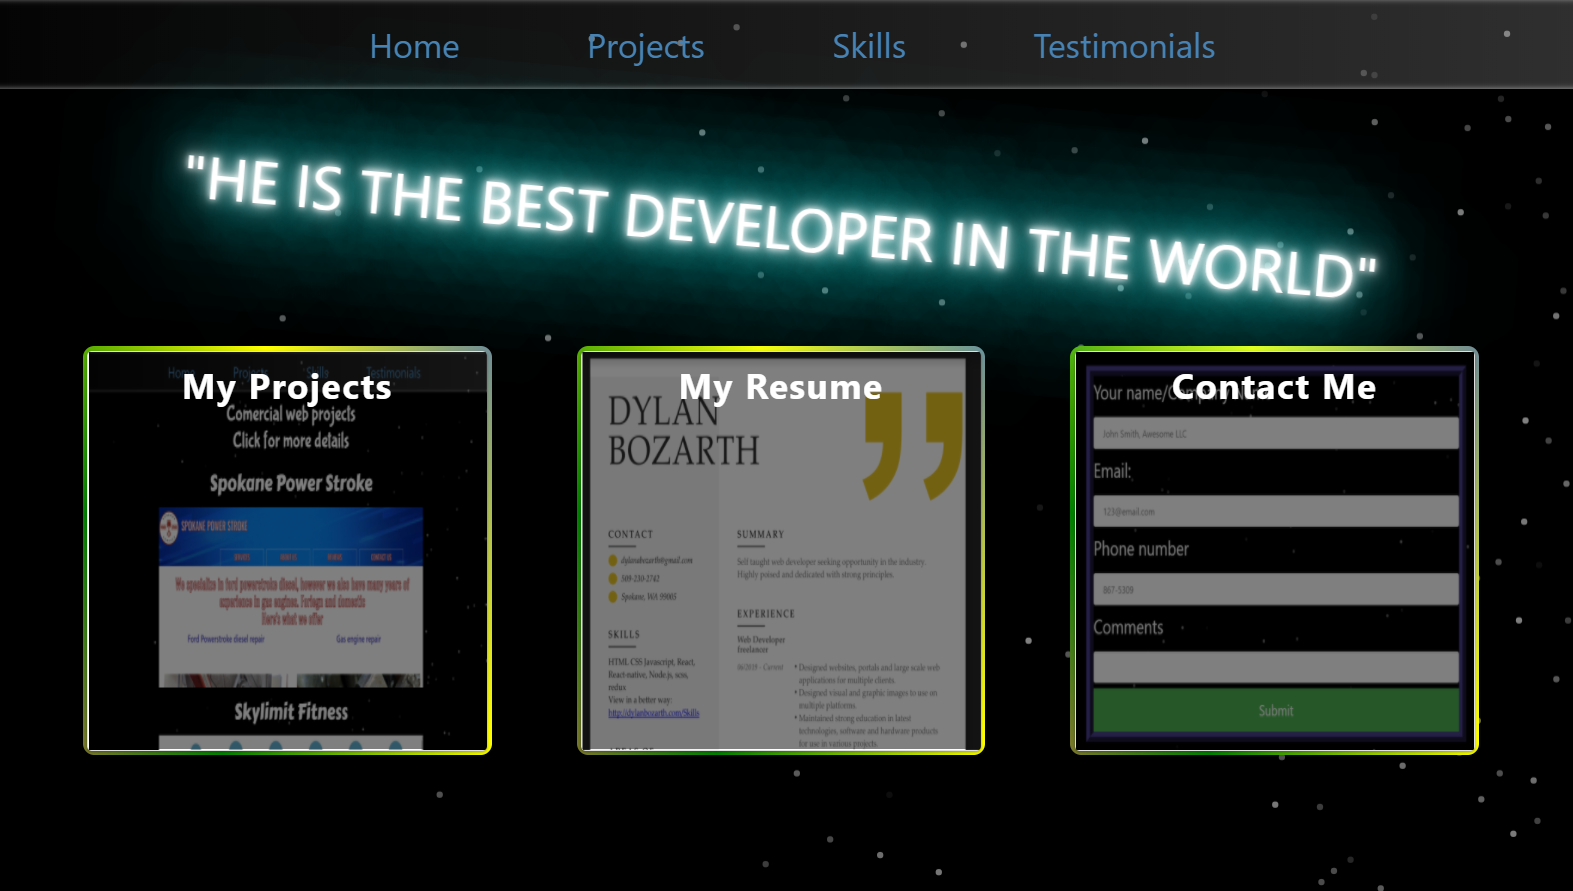 Home Projects Skills Testimonials
"HE IS THE BEST DEVELOPER IN THE WORLD"
My Projects
Home Projects Skills Testimonials
Comercial web projects
Click for more details
Spokane Power Stroke
SPOKANE POWER STROKE
ABOUT US CONTACT US
We specialize in ford powerstroke diesel, however we also have many years of
experience in gas engines. Foriegn and domestic
Here's what we offer
Ford Powerstroke diesel repair Gas engine repair
Skylimit Fitness
My Resume
DYLAN
BOZARTH
CONTACT
dylanabozarth@gmail.com
509-230-2742
Spokane, WA 99005
SKILLS
HTML CSS Javascript, React,
React-native, Node.js, scss,
redux
View in a better way:
http://dylanbozarth.com/Skills
AREAS OF
SUMMARY
Self taught web developer seeking opportunity in the industry.
Highly poised and dedicated with strong principles.
EXPERIENCE
Web Developer
Freelancer
06/2019 - Current
• Designed websites, portals and large scale web
applications for multiple clients.
• Designed visual and graphic images to use on
multiple platforms.
• Maintained strong education in latest
technologies, software and hardware products
for use in various projects.
Contact Me
Your name/Company Name
John Smith, Awesome LLC
Email:
123@email.com
Phone number
867-5309
Comments
Submit